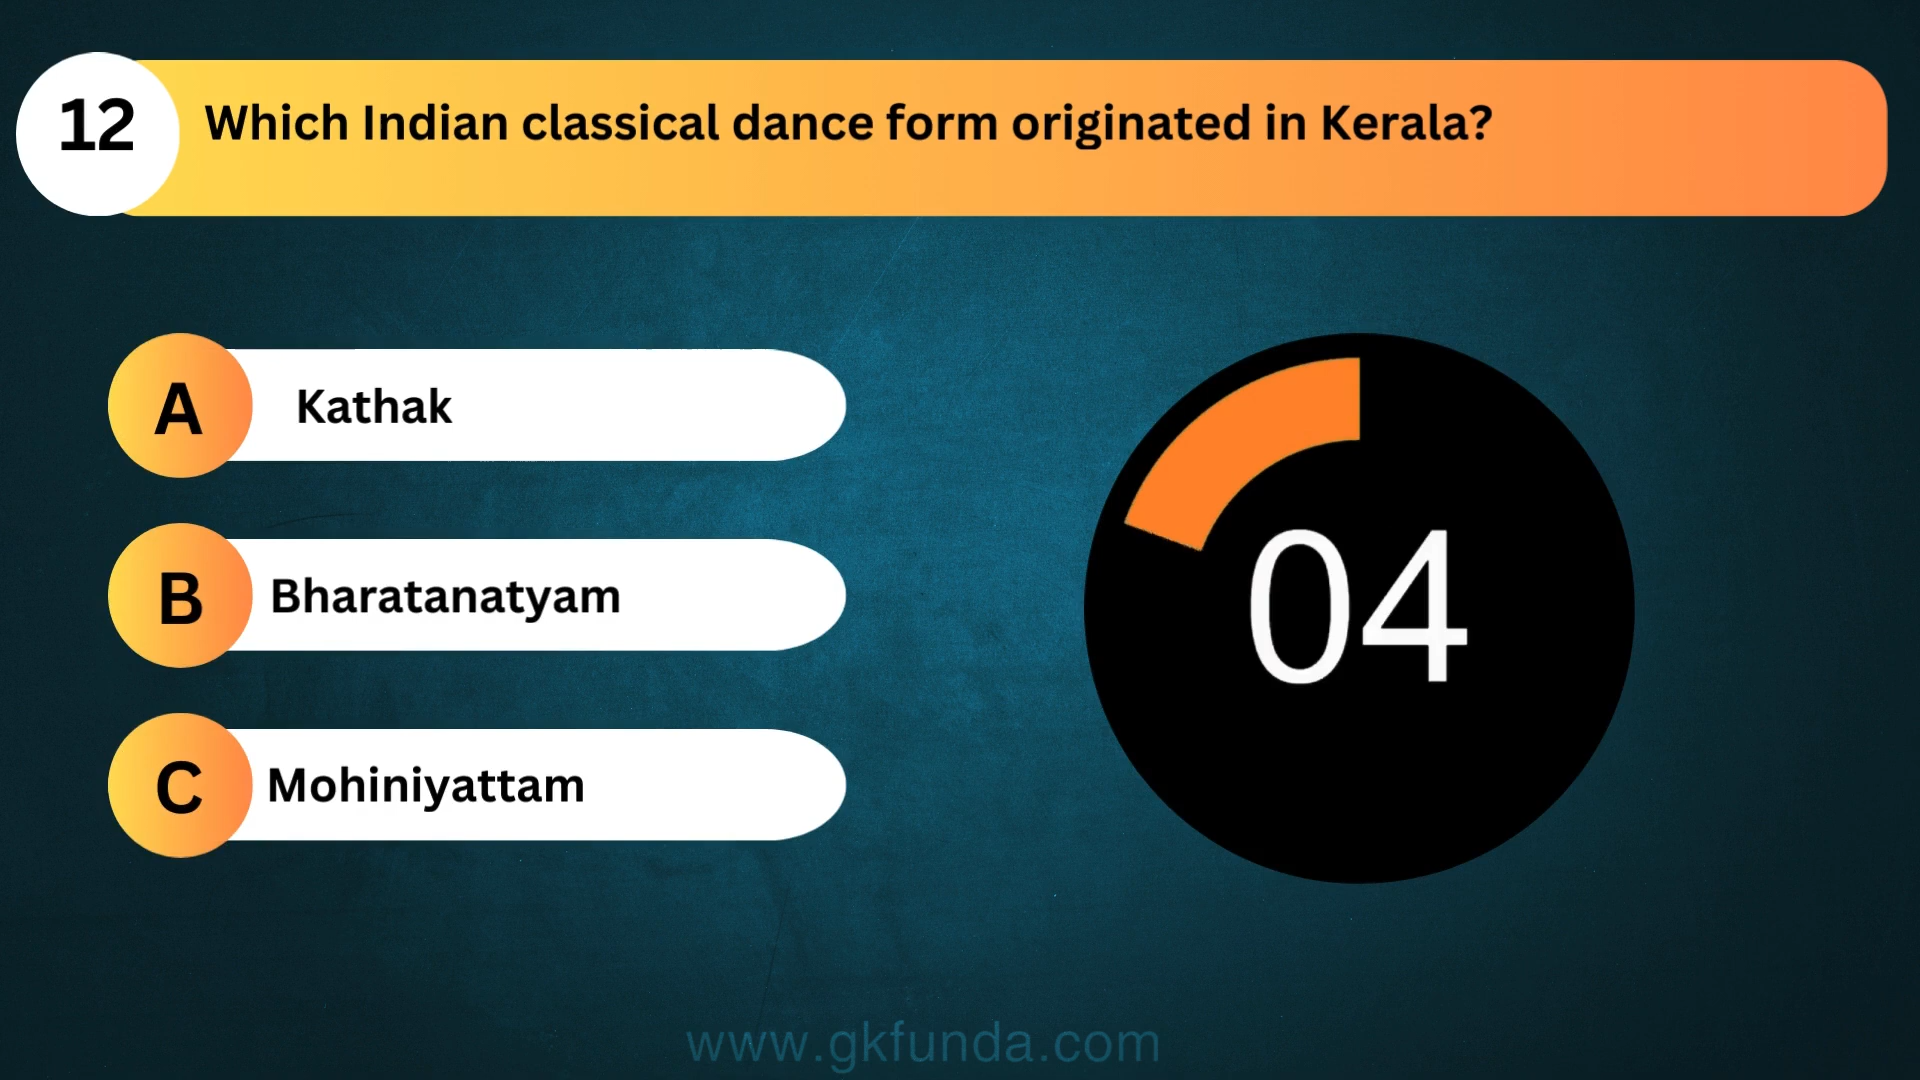 12
Which Indian classical dance form originated in Kerala?
A
Kathak
B
Bharatanatyam
C
Mohiniyattam
04
www.gkfunda.com